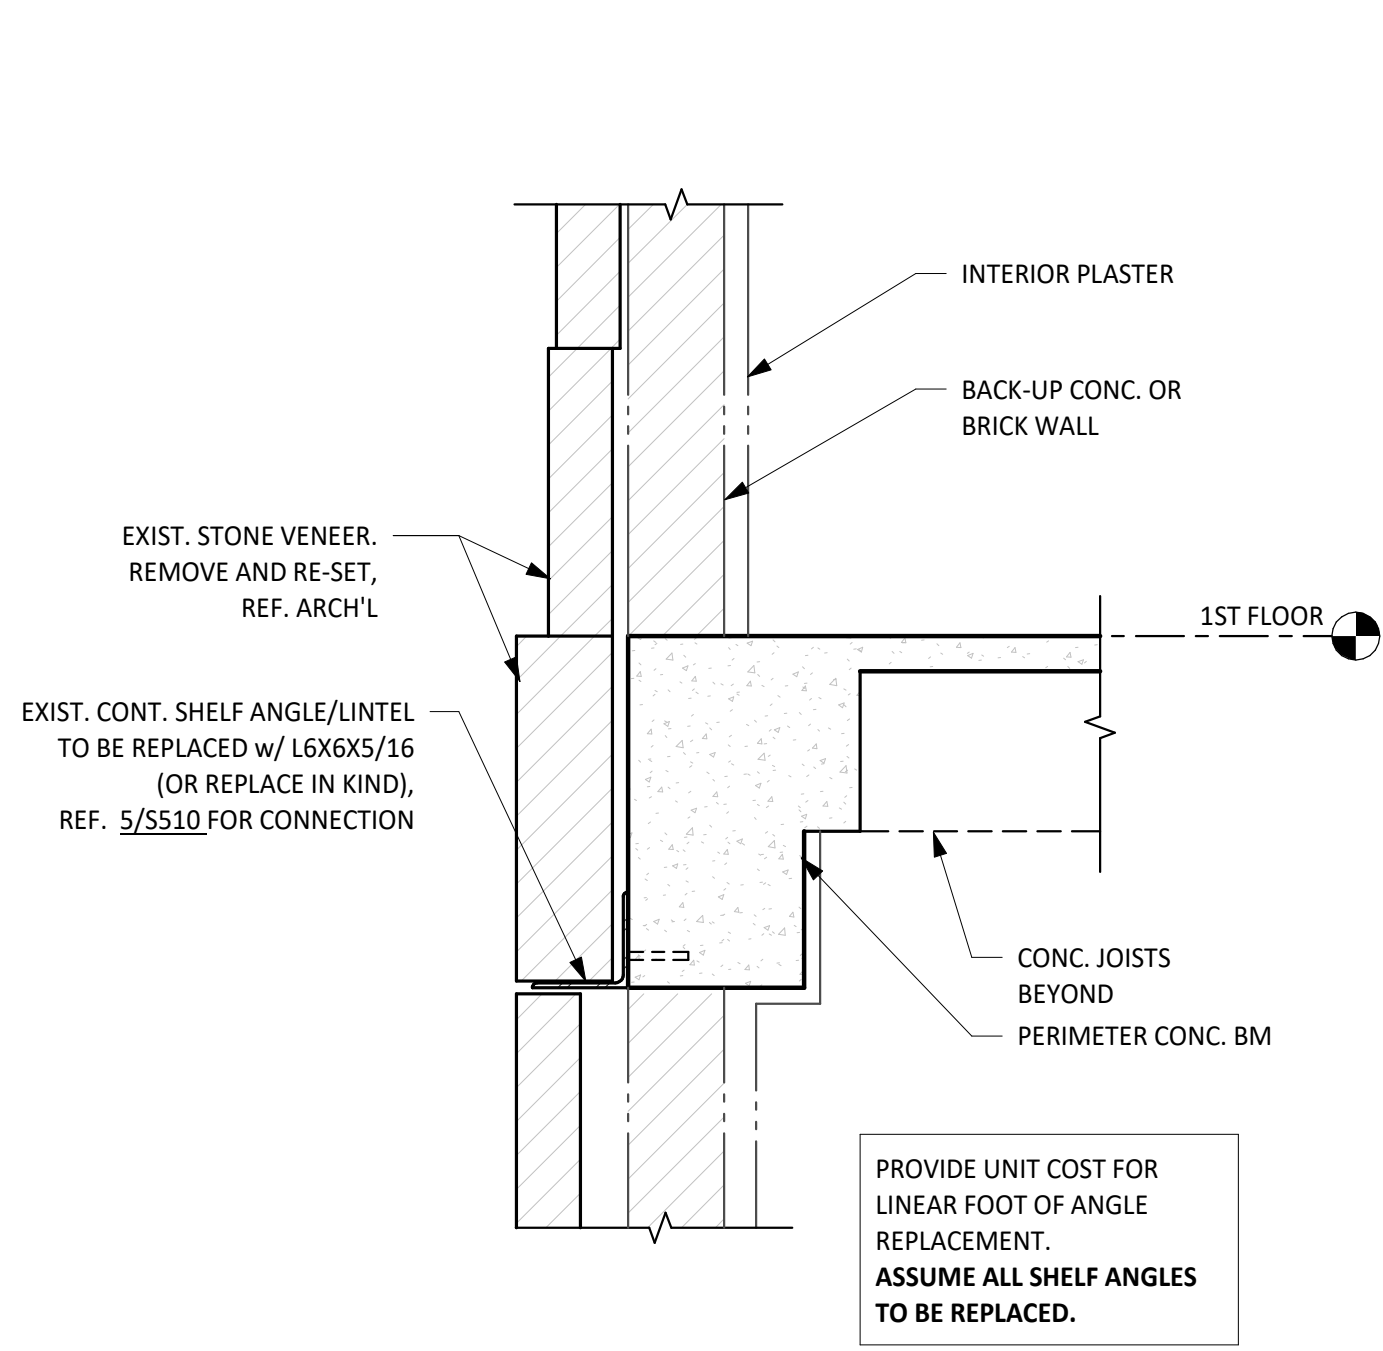 INTERIOR PLASTER
BACK-UP CONC. OR
BRICK WALL
EXIST. STONE VENEER.
REMOVE AND RE-SET,
REF. ARCH'L
1ST FLOOR
EXIST. CONT. SHELF ANGLE/LINTEL
TO BE REPLACED w/ L6X6X5/16
(OR REPLACE IN KIND),
REF. 5/S510 FOR CONNECTION
CONC. JOISTS
BEYOND
PERIMETER CONC. BM
PROVIDE UNIT COST FOR
LINEAR FOOT OF ANGLE
REPLACEMENT.
ASSUME ALL SHELF ANGLES
TO BE REPLACED.